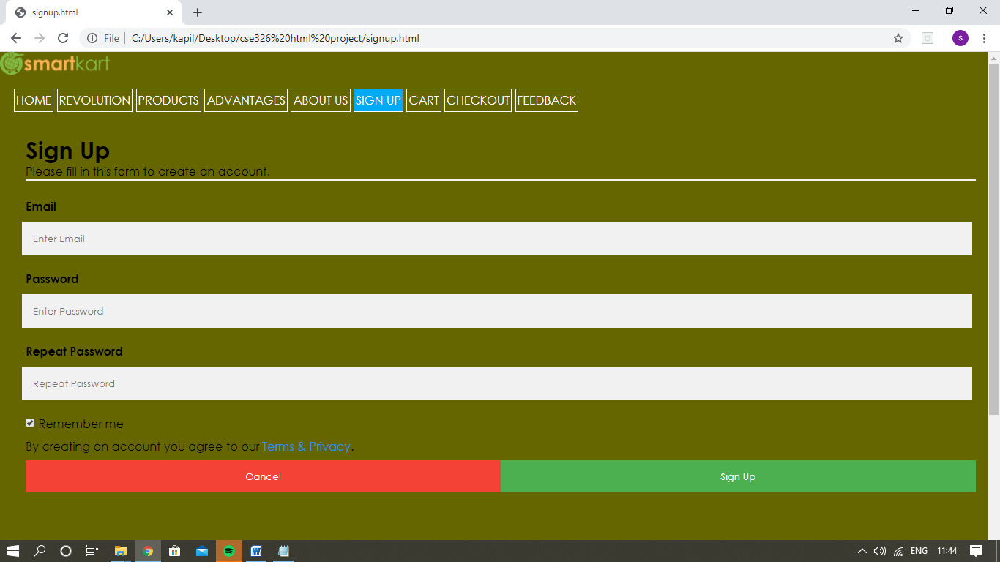 signup.html
File C:/Users/kapil/Desktop/cse326%20html%20project/signup.html
s
smartkart
HOME REVOLUTION PRODUCTS ADVANTAGES ABOUT US SIGN UP CART CHECKOUT FEEDBACK
Sign Up
Please fill in this form to create an account.
Email
Enter Email
Password
Enter Password
Repeat Password
Repeat Password
Remember me
By creating an account you agree to our Terms & Privacy.
Cancel Sign Up
ENG 11:44